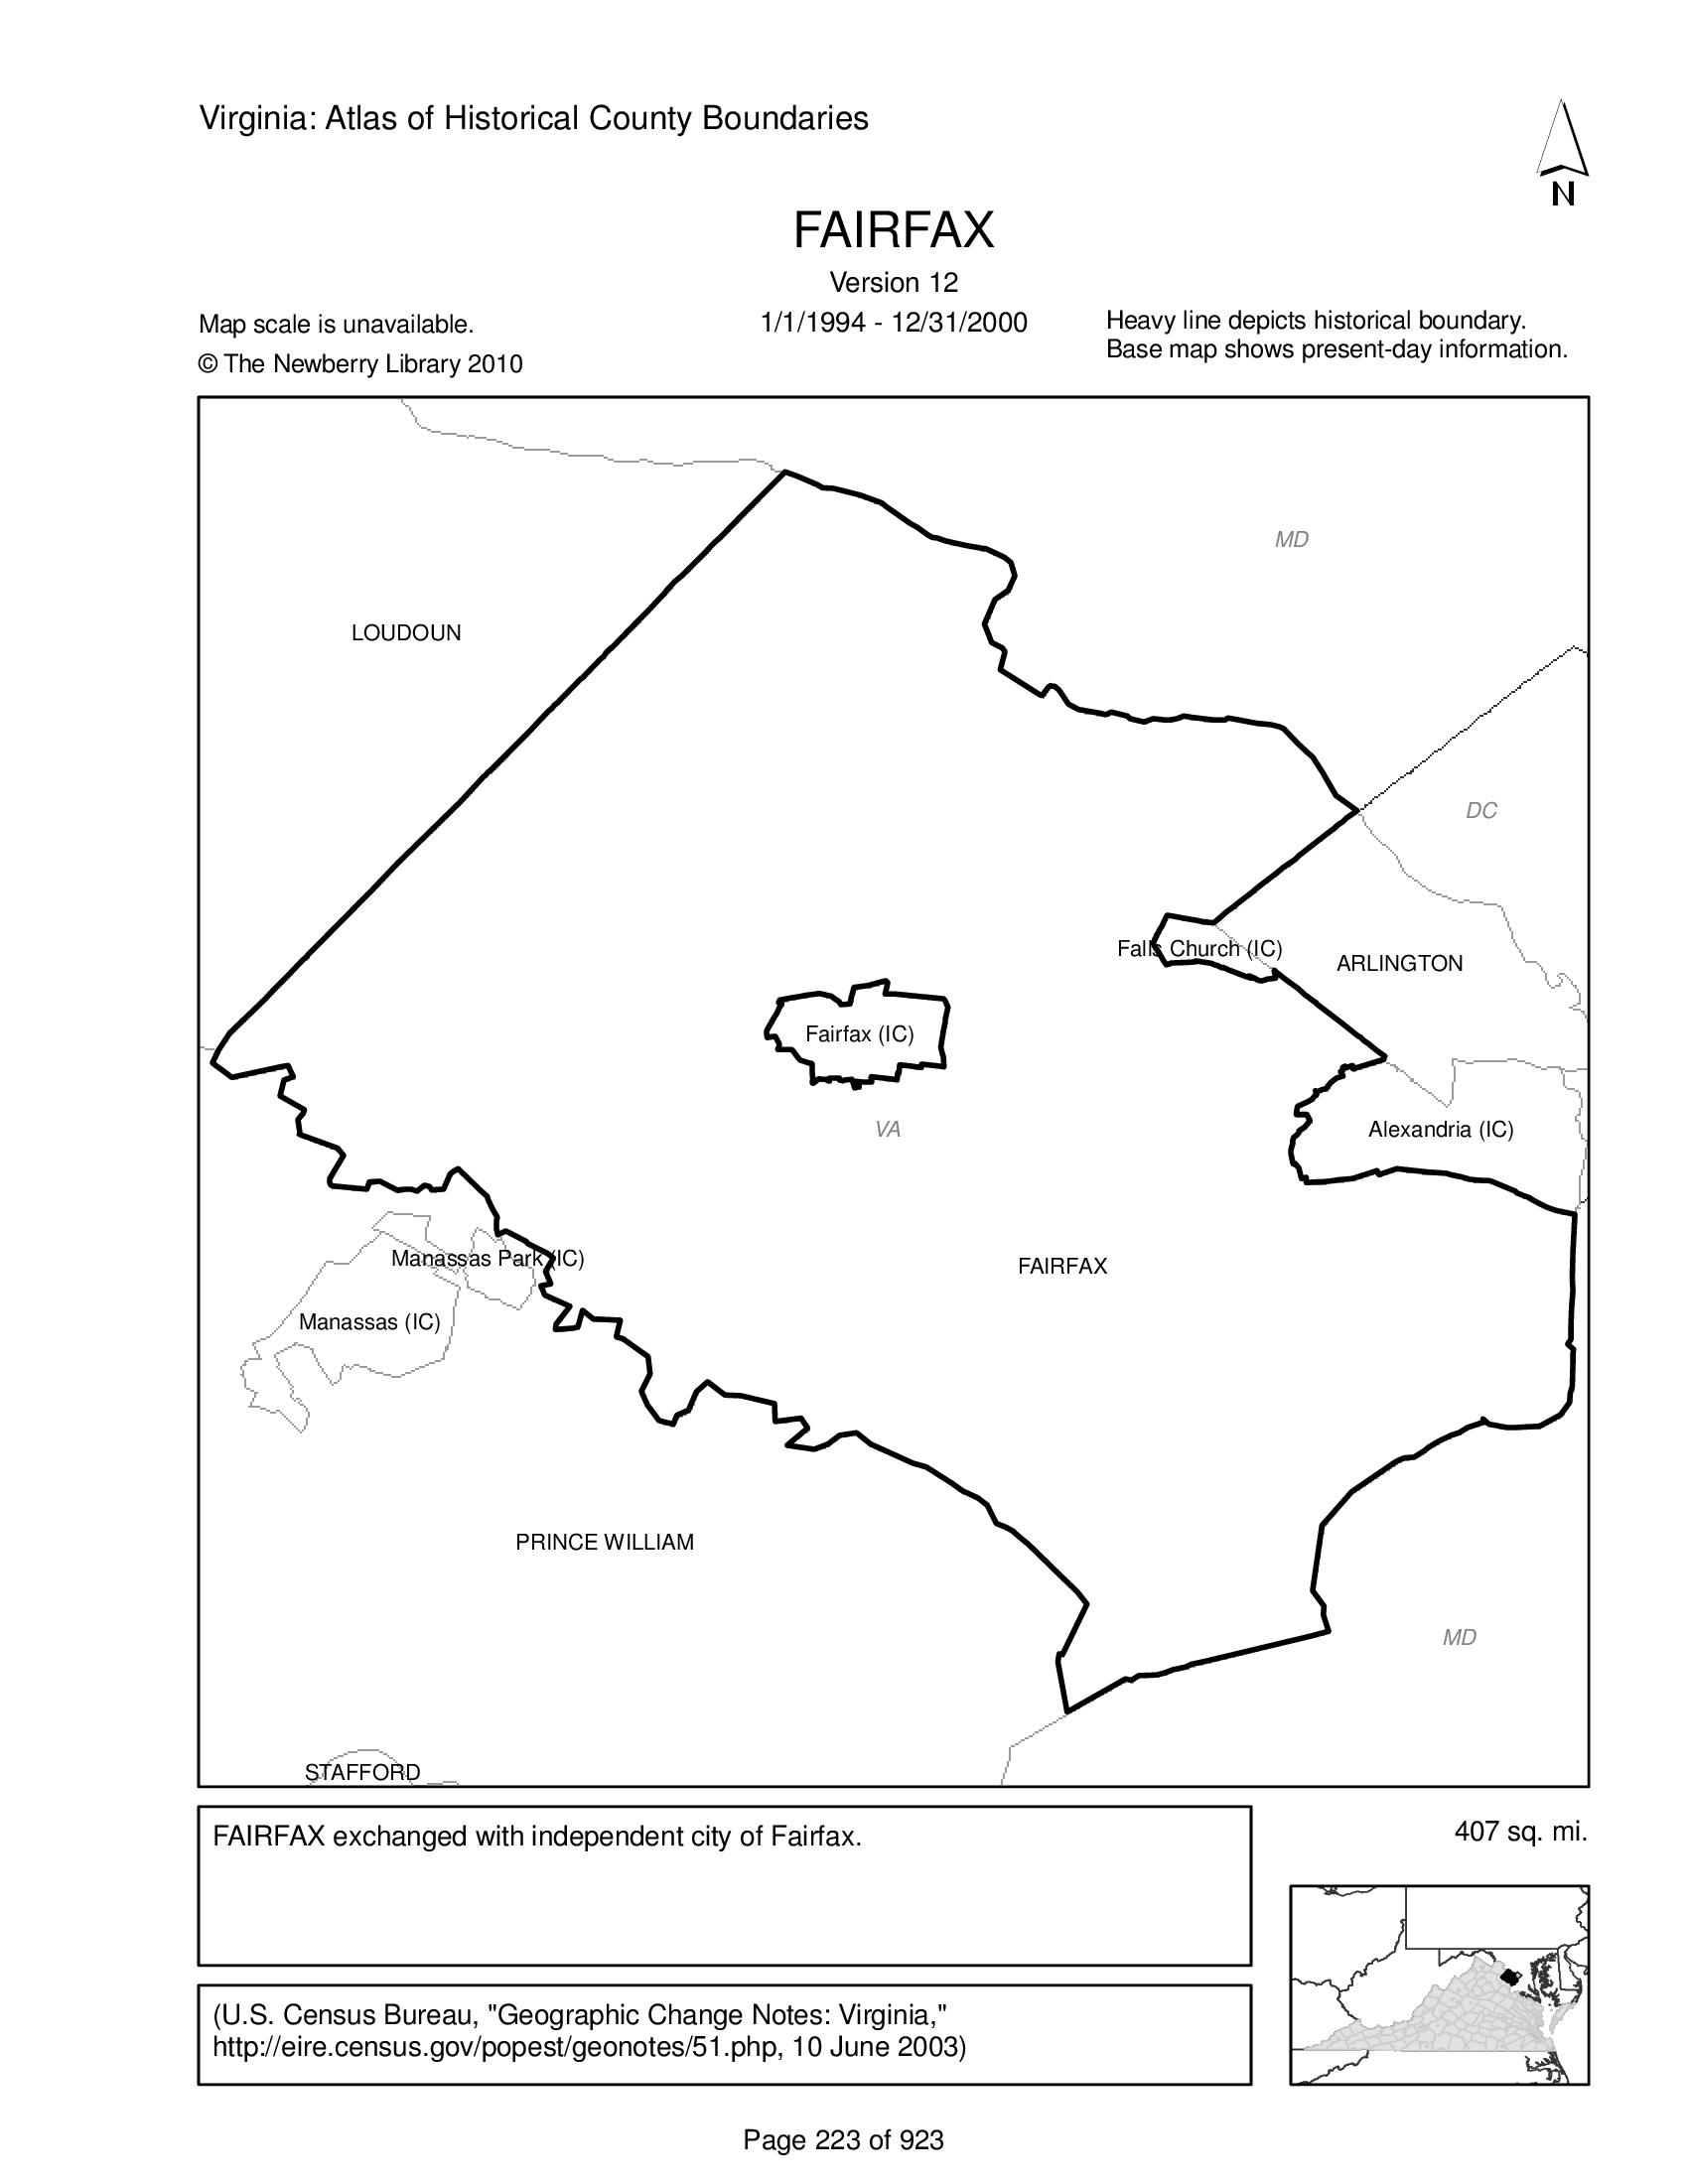 Virginia: Atlas of Historical County Boundaries
N
FAIRFAX
Version 12
Map scale is unavailable.
1/1/1994 - 12/31/2000
Heavy line depicts historical boundary.
Base map shows present-day information.
© The Newberry Library 2010
MD
LOUDOUN
DC
Falls Church (IC)
ARLINGTON
Fairfax (IC)
VA
Alexandria (IC)
Manassas Park (IC)
FAIRFAX
Manassas (IC)
PRINCE WILLIAM
MD
STAFFORD
FAIRFAX exchanged with independent city of Fairfax.
407 sq. mi.
(U.S. Census Bureau, "Geographic Change Notes: Virginia,"
http://eire.census.gov/popest/geonotes/51.php, 10 June 2003)
Page 223 of 923